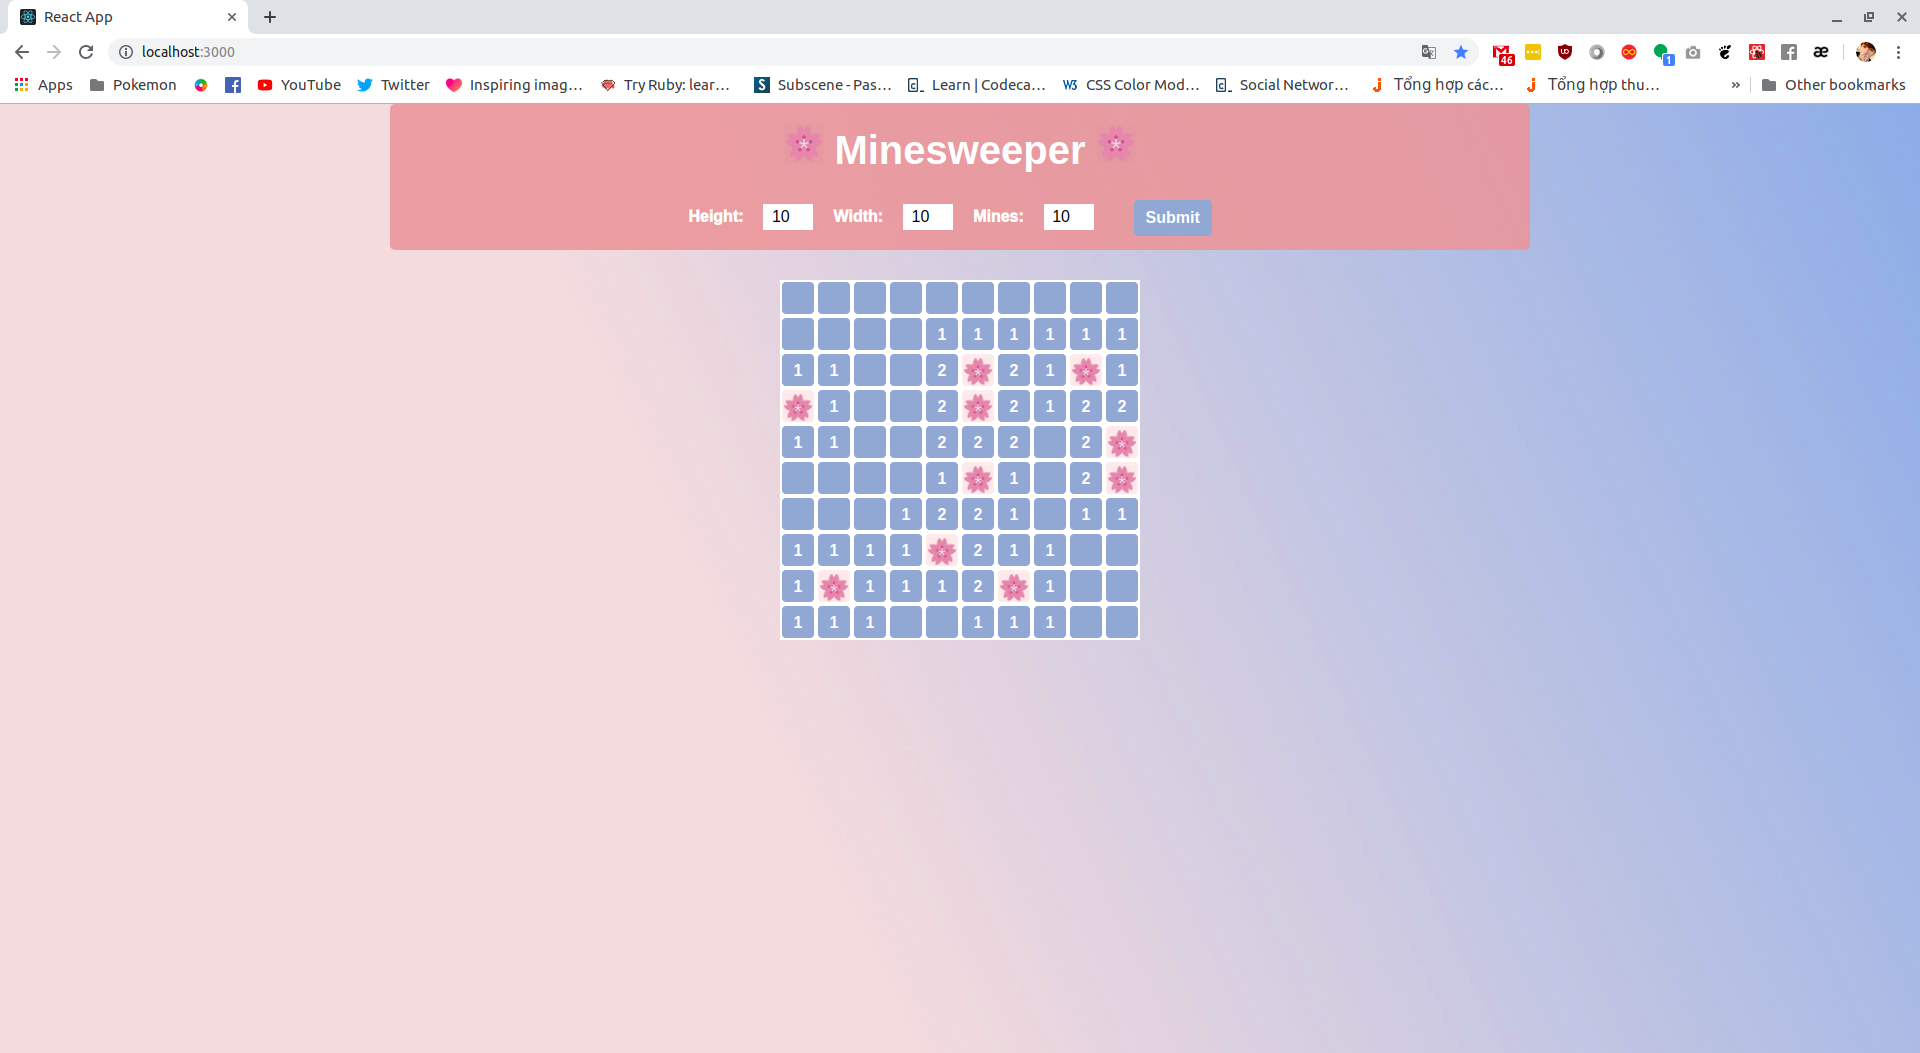 React App
localhost:3000
46
1
Apps Pokemon YouTube Twitter Inspiring imag... Try Ruby: lear... Subscene - Pas... Learn | Codeca... CSS Color Mod... Social Networ... Tổng hợp các... Tổng hợp thu... » Other bookmarks
Minesweeper
Height: 10 Width: 10 Mines: 10 Submit
1 1 1 1 1 1
1 1 2 2 1 1
1 2 2 1 2 2
1 1 2 2 2 2
1 1 2
1 2 2 1 1 1
1 1 1 1 2 1 1
1 1 1 1 2 1
1 1 1 1 1 1